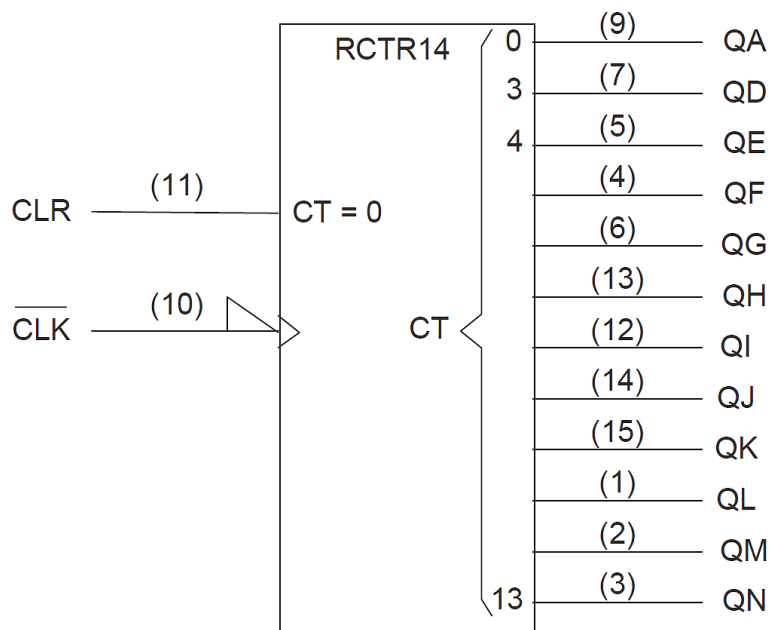 RCTR14
CLR (11) CT = 0
CLK (10)
CT
0 (9) QA
3 (7) QD
4 (5) QE
(4) QF
(6) QG
(13) QH
(12) QI
(14) QJ
(15) QK
(1) QL
(2) QM
13 (3) QN